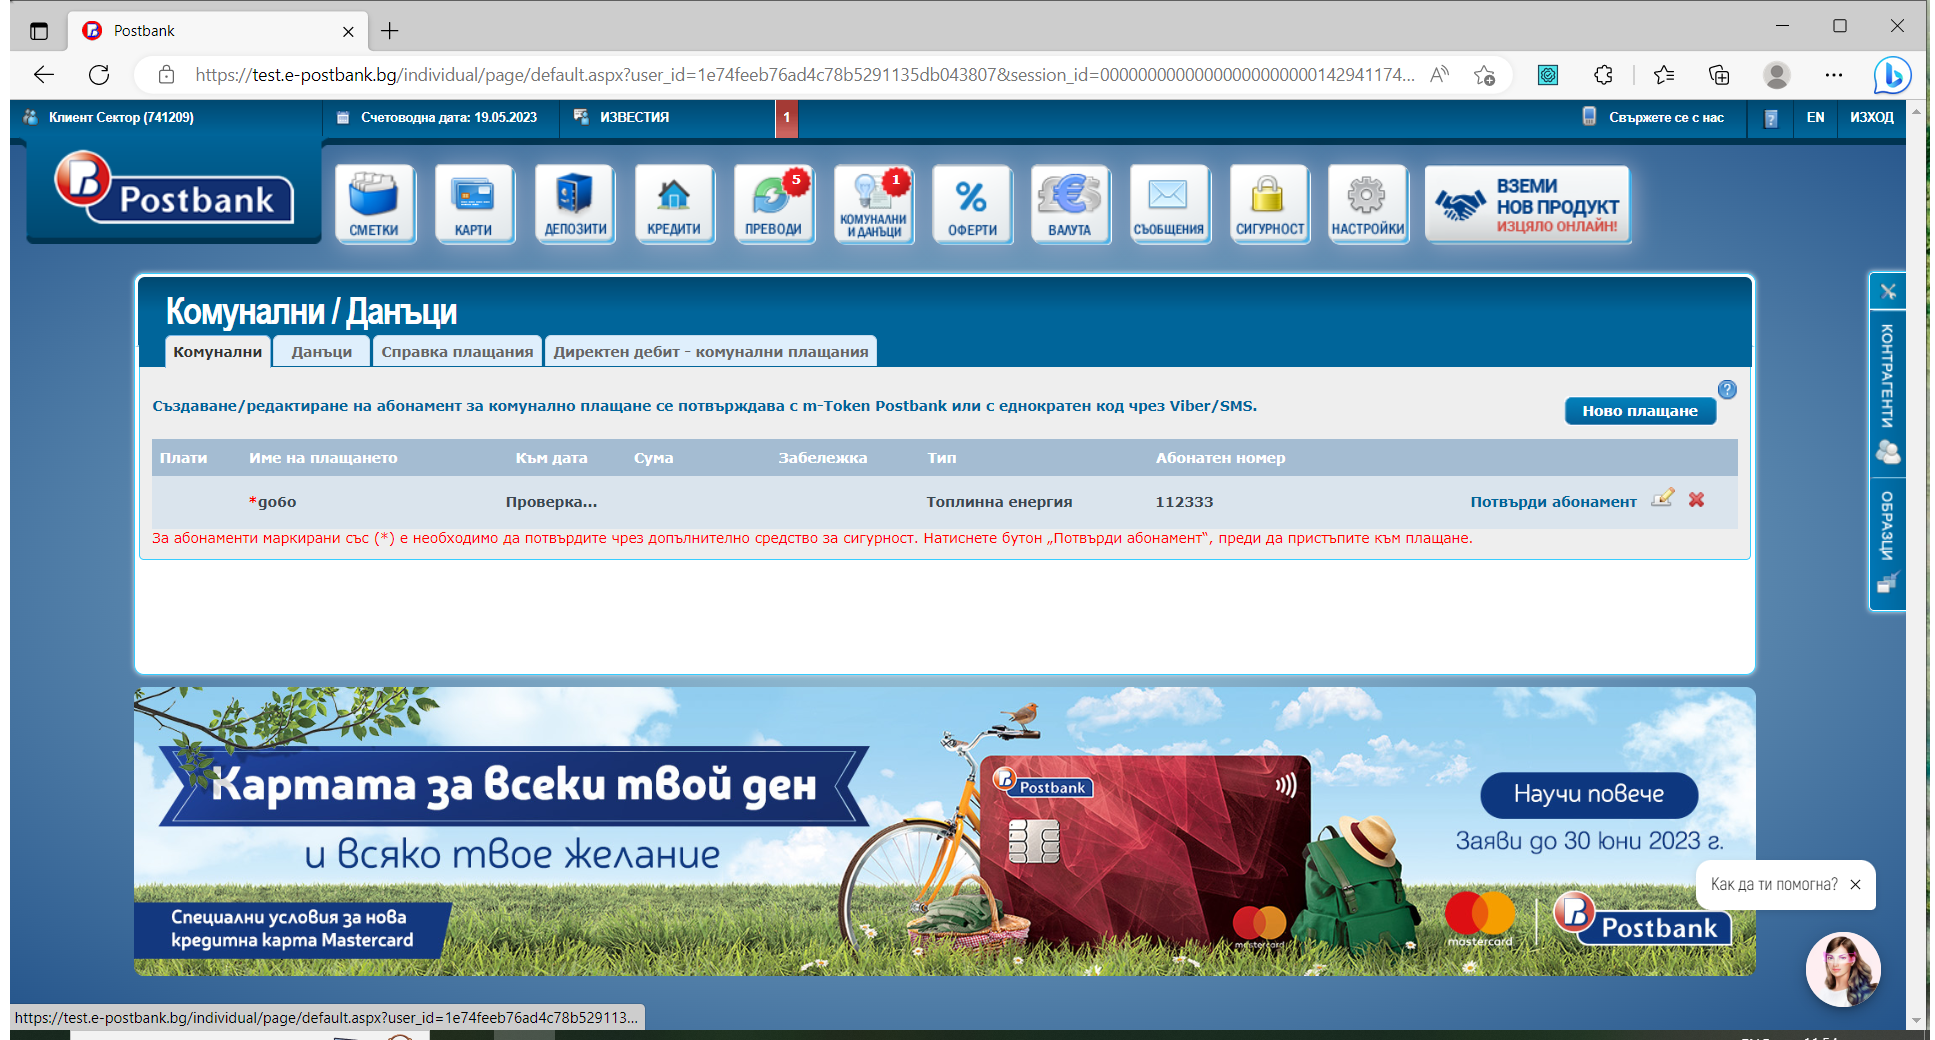 Postbank
https://test.e-postbank.bg/individual/page/default.aspx?user_id=1e74feeb76ad4c78b5291135db043807&session_id=00000000000000000000000142941174...
Клиент Сектор (741209)
Счетоводна дата: 19.05.2023
ИЗВЕСТИЯ
1
Свържете се с нас
EN
ИЗХОД
Postbank
СМЕТКИ
КАРТИ
ДЕПОЗИТИ
КРЕДИТИ
5
ПРЕВОДИ
1
КОМУНАЛНИ
И ДАНЪЦИ
ОФЕРТИ
ВАЛУТА
СЪОБЩЕНИЯ
СИГУРНОСТ
НАСТРОЙКИ
ВЗЕМИ
НОВ ПРОДУКТ
ИЗЦЯЛО ОНЛАЙН!
Комунални / Данъци
Комунални
Данъци
Справка плащания
Директен дебит - комунални плащания
Създаване/редактиране на абонамент за комунално плащане се потвърждава с m-Token Postbank или с еднократен код чрез Viber/SMS.
Ново плащане
Плати Име на плащането Към дата Сума Забележка Тип Абонатен номер
*добо Проверка... Топлинна енергия 112333 Потвърди абонамент
За абонаменти маркирани със (*) е необходимо да потвърдите чрез допълнително средство за сигурност. Натиснете бутон „Потвърди абонамент“, преди да пристъпите към плащане.
КОНТРАГЕНТИ
ОБРАЗЦИ
Картата за всеки твой ден
и всяко твое желание
Специални условия за нова
кредитна карта Mastercard
Postbank
mastercard
Научи повече
Заяви до 30 юни 2023 г.
mastercard
Postbank
Как да ти помогна?
https://test.e-postbank.bg/individual/page/default.aspx?user_id=1e74feeb76ad4c78b529113...